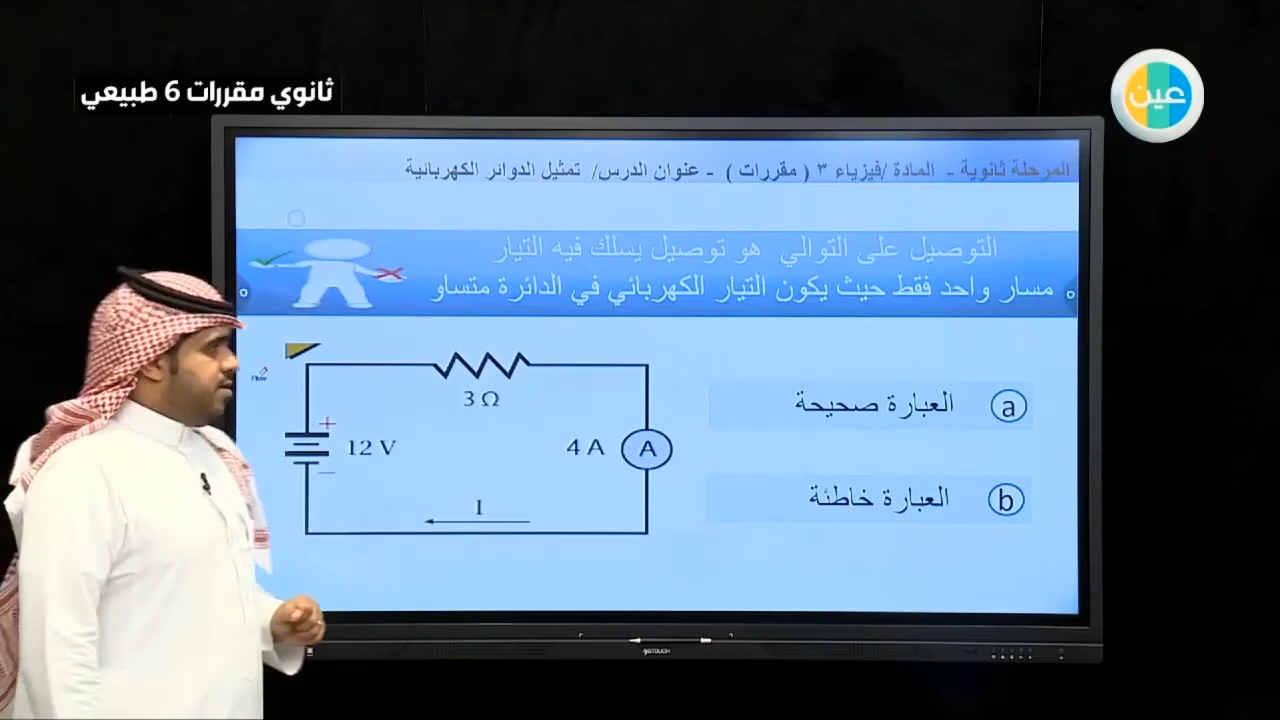 ثانوي مقررات 6 طبيعي
عين
المرحلة ثانوية - المادة /فيزياء ٣ ( مقررات ) - عنوان الدرس/ تمثيل الدوائر الكهربائية
التوصيل على التوالي هو توصيل يسلك فيه التيار
مسار واحد فقط حيث يكون التيار الكهربائي في الدائرة متساو
Flow
3 Ω
+
12 V
−
4 A
A
I
a العبارة صحيحة
b العبارة خاطئة